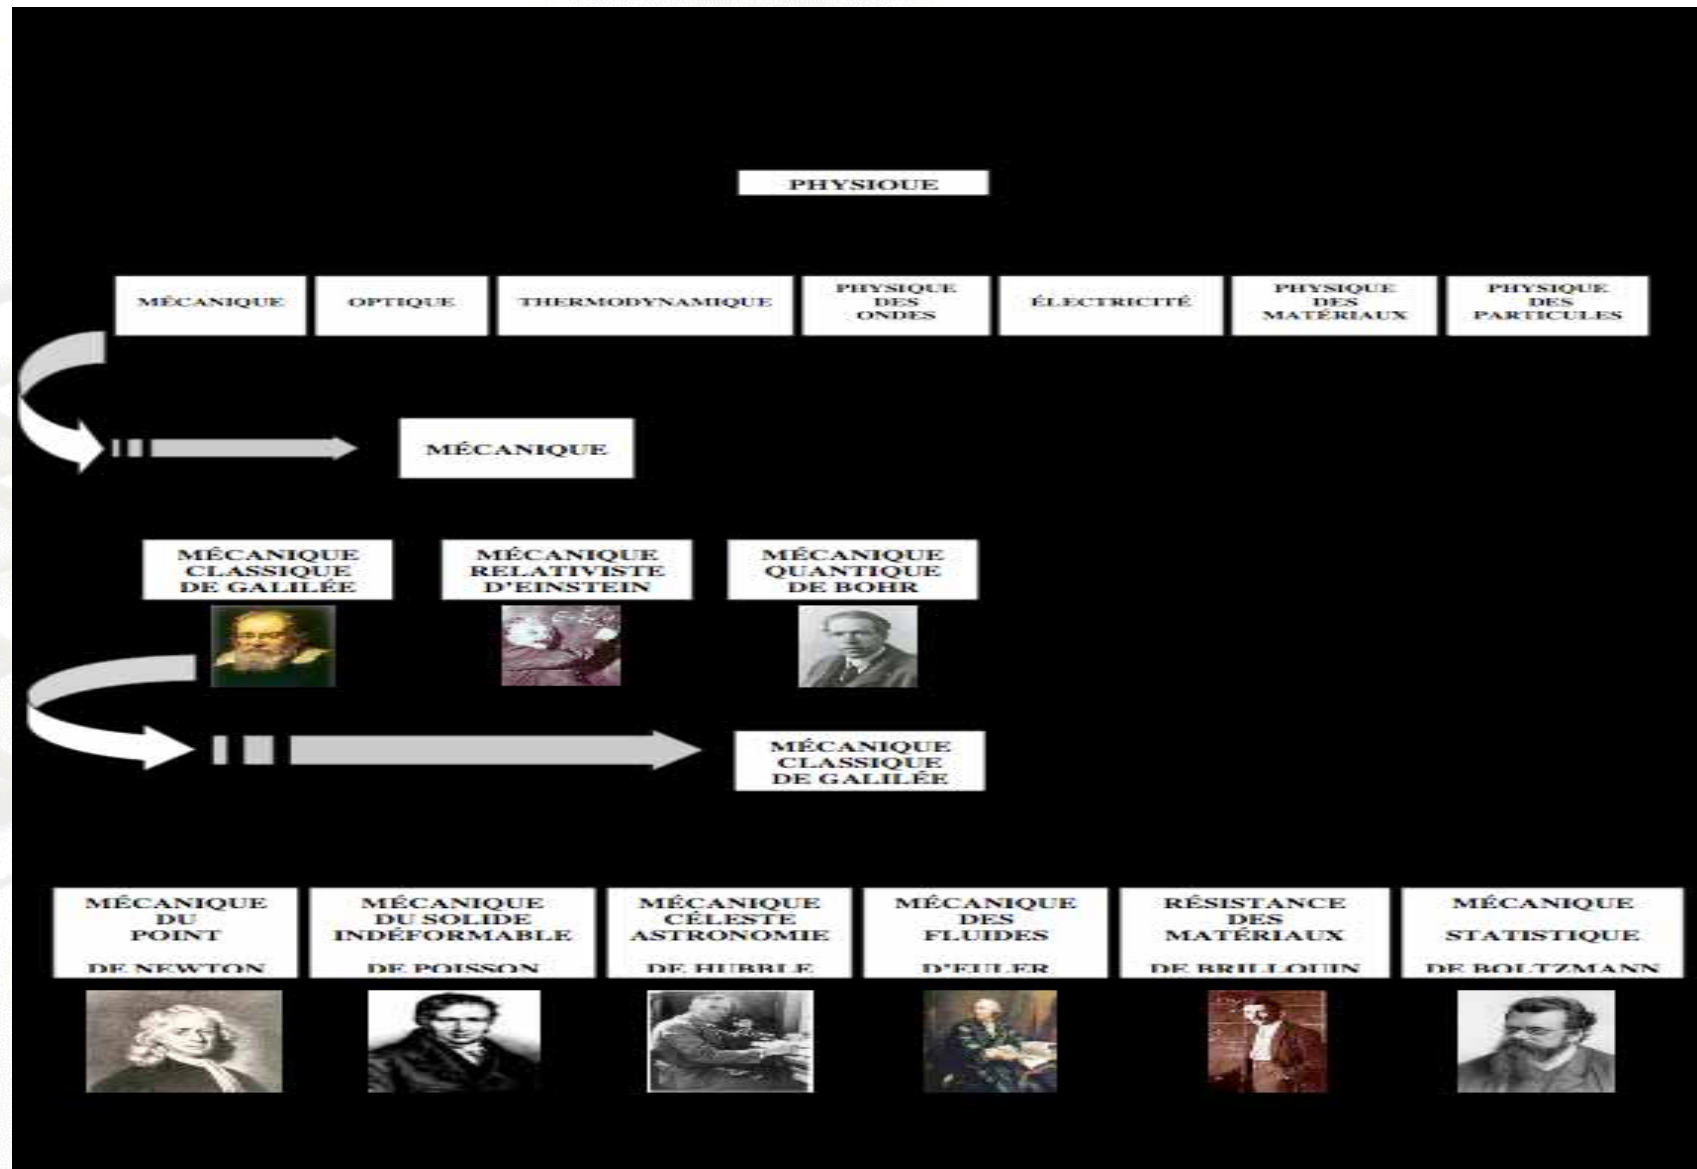 PHYSIQUE
MÉCANIQUE
OPTIQUE
THERMODYNAMIQUE
PHYSIQUE
DES
ONDES
ÉLECTRICITÉ
PHYSIQUE
DES
MATÉRIAUX
PHYSIQUE
DES
PARTICULES
MÉCANIQUE
MÉCANIQUE
CLASSIQUE
DE GALILÉE
MÉCANIQUE
RELATIVISTE
D'EINSTEIN
MÉCANIQUE
QUANTIQUE
DE BOHR
MÉCANIQUE
CLASSIQUE
DE GALILÉE
MÉCANIQUE
DU
POINT
DE NEWTON
MÉCANIQUE
DU SOLIDE
INDÉFORMABLE
DE POISSON
MÉCANIQUE
CÉLESTE
ASTRONOMIE
DE HUBBLE
MÉCANIQUE
DES
FLUIDES
D'EULER
RÉSISTANCE
DES
MATÉRIAUX
DE BRILLOUIN
MÉCANIQUE
STATISTIQUE
DE BOLTZMANN